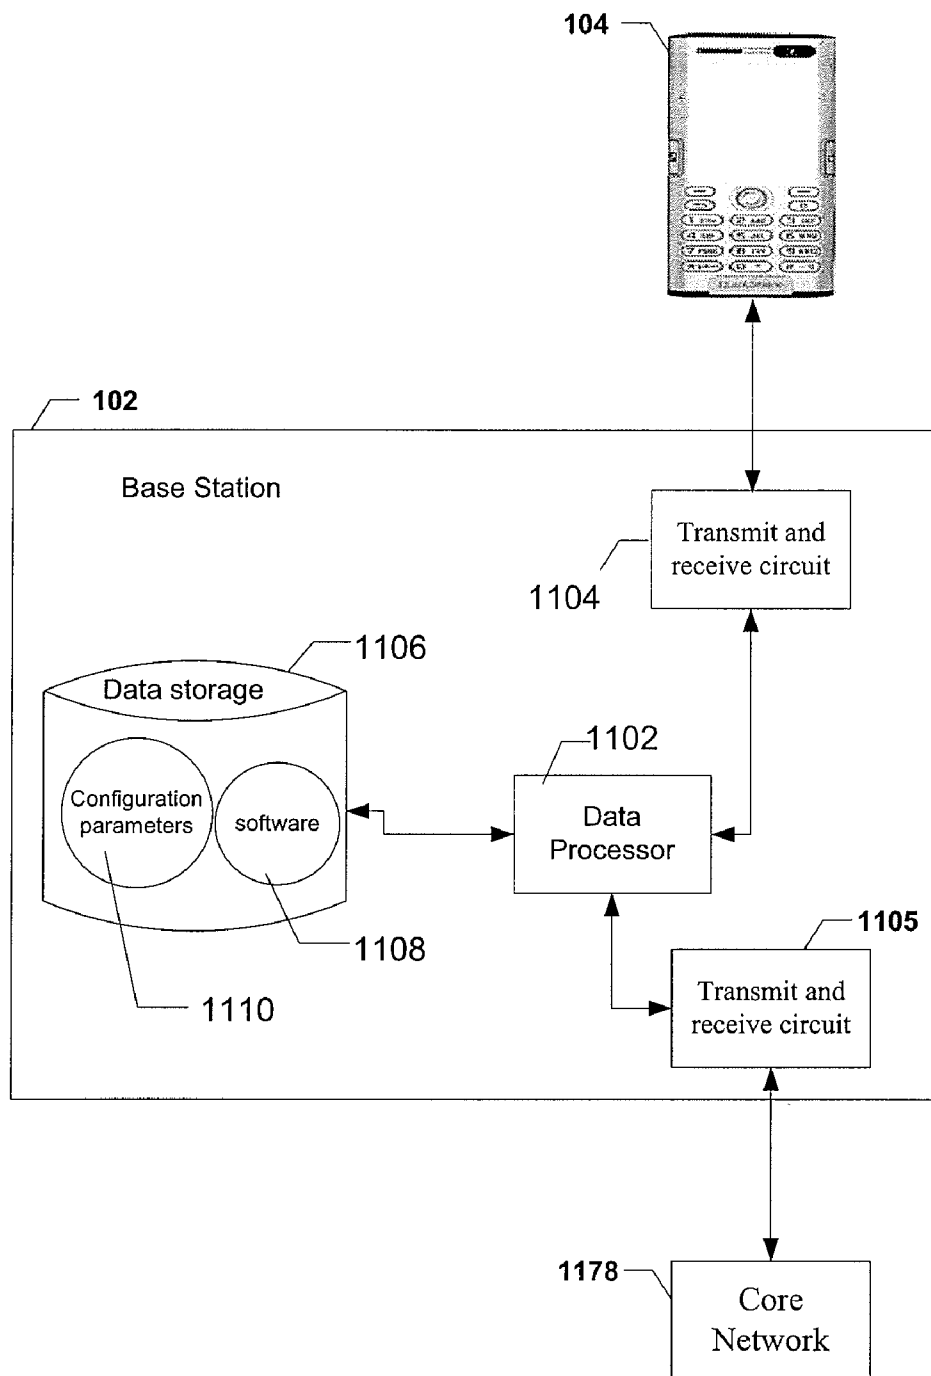 104
102
Base Station
Transmit and
receive circuit
1104
1106
Data storage
1102
Configuration
parameters
software
Data
Processor
1105
1108
1110
Transmit and
receive circuit
1178
Core
Network